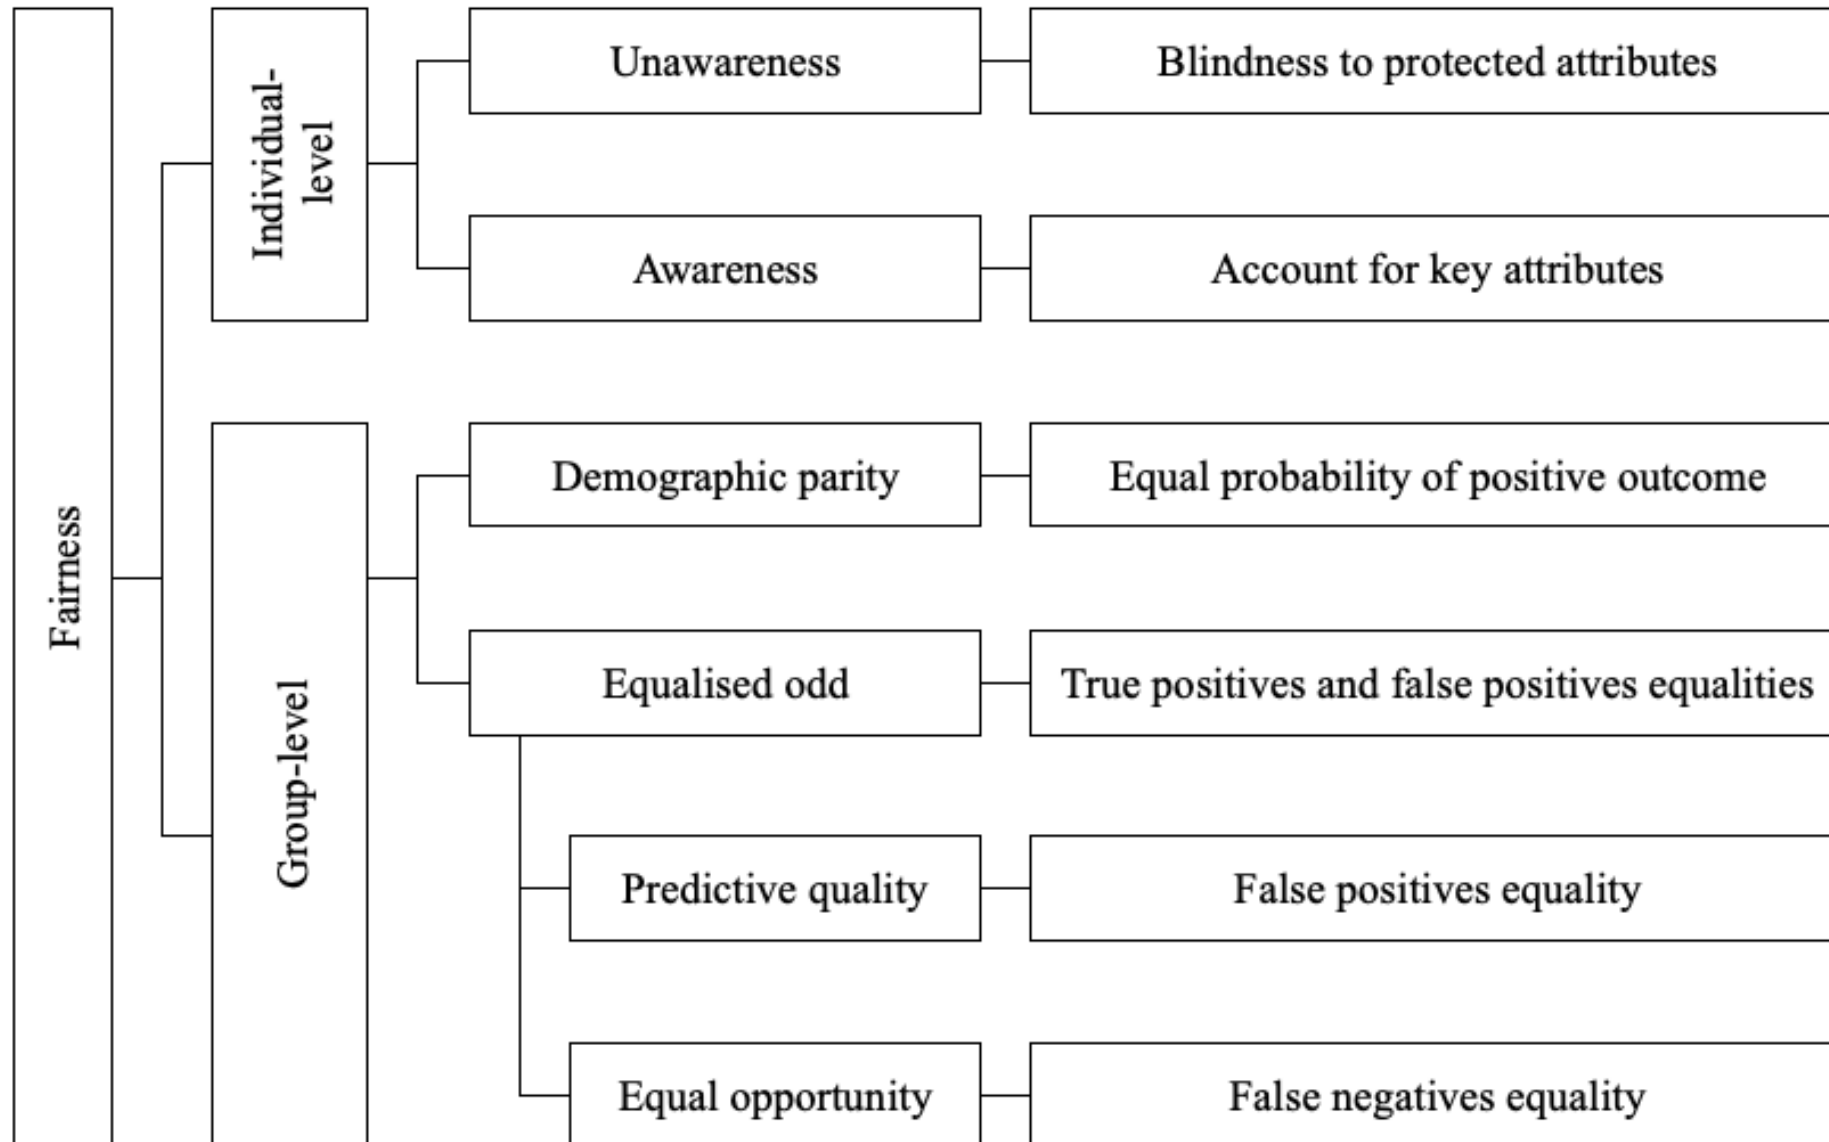 Fairness
Individual-
level
Unawareness
Blindness to protected attributes
Awareness
Account for key attributes
Group-level
Demographic parity
Equal probability of positive outcome
Equalised odd
True positives and false positives equalities
Predictive quality
False positives equality
Equal opportunity
False negatives equality